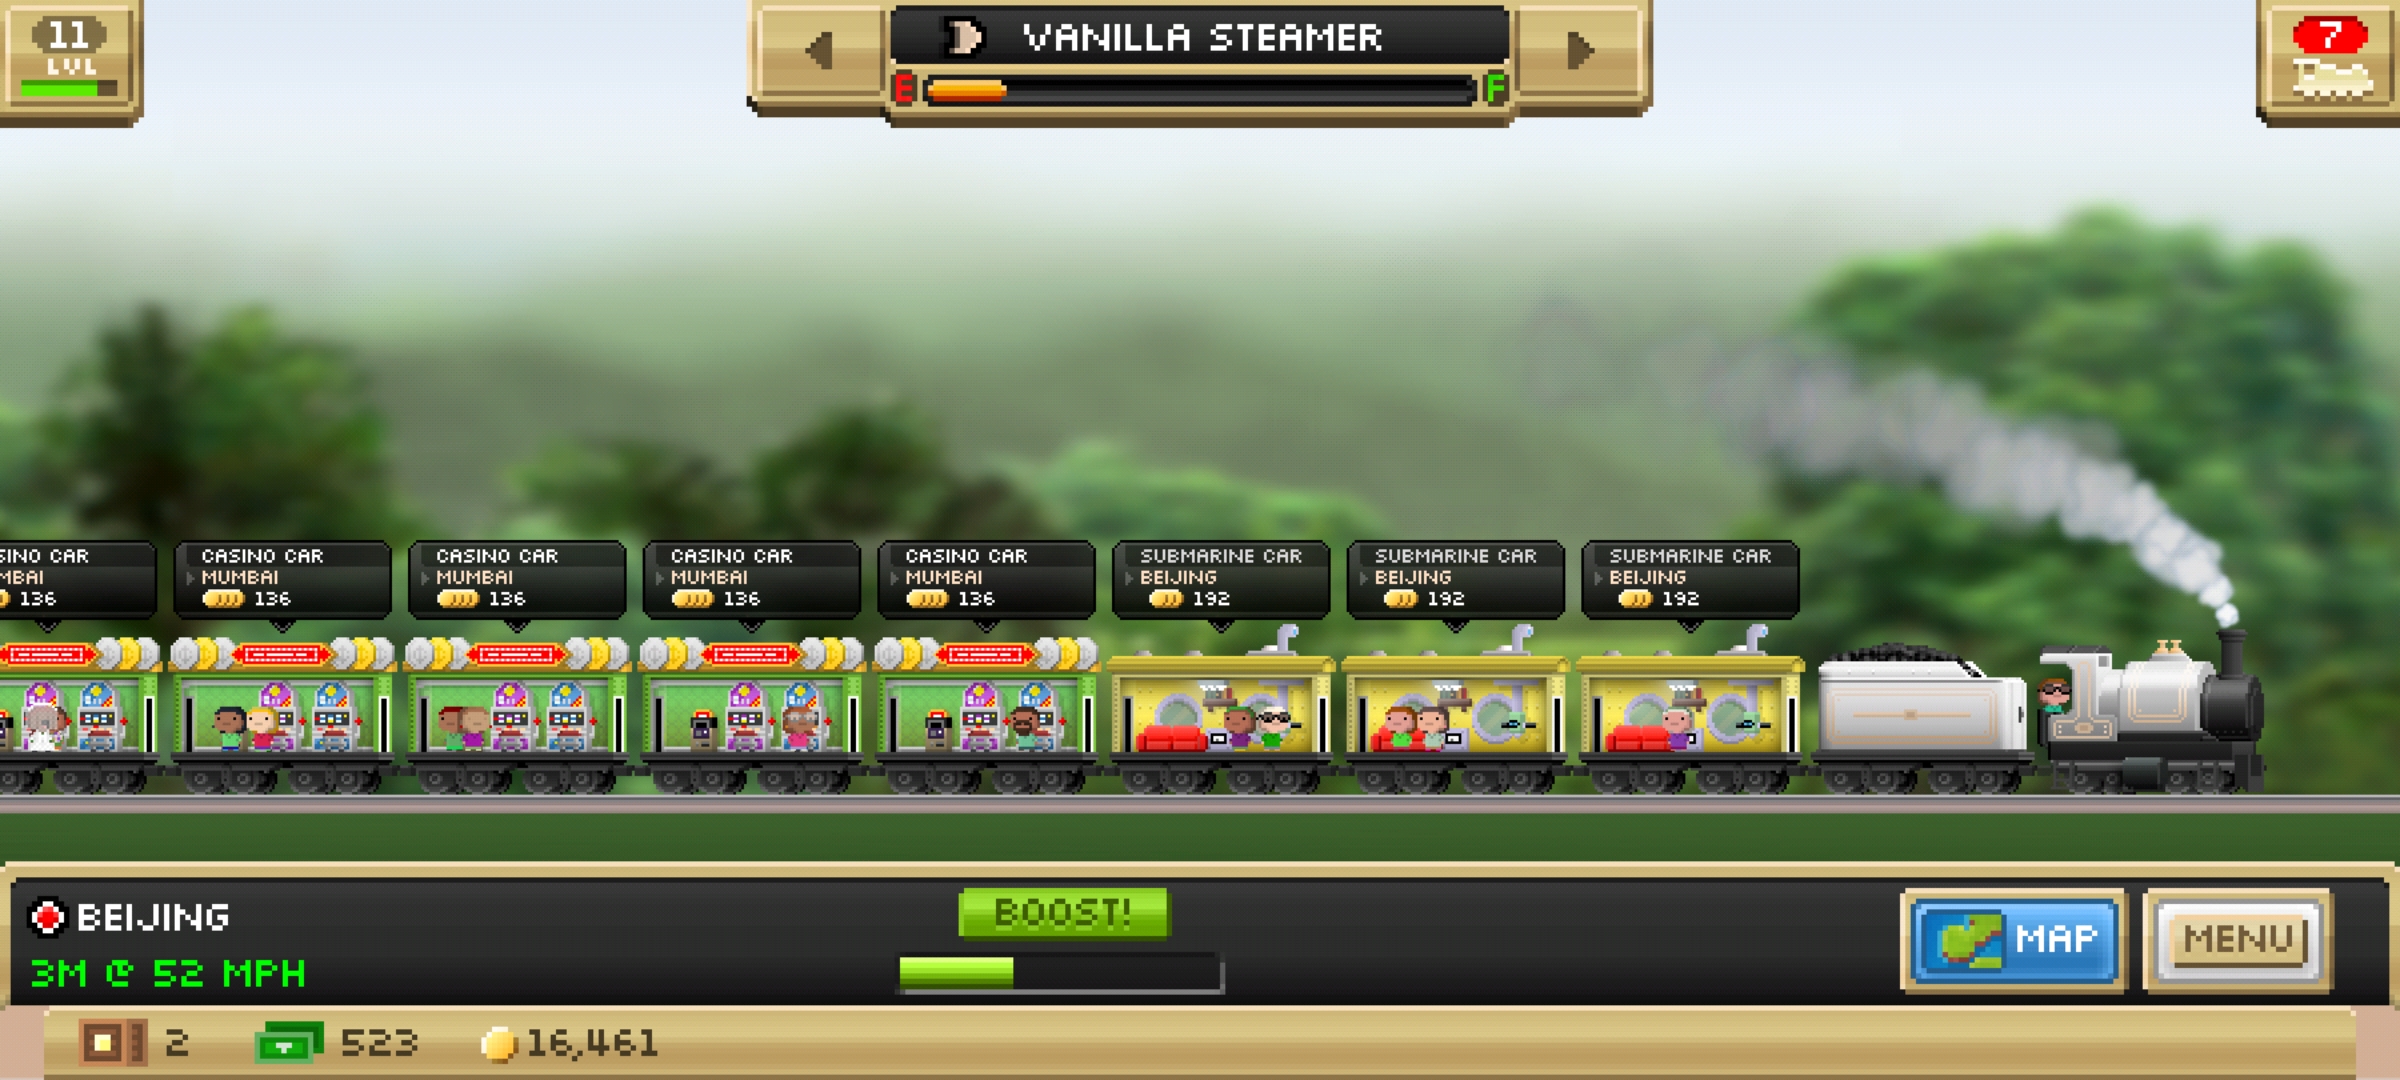 11
LVL
VANILLA STEAMER
E F
7
CASINO CAR
MUMBAI
136
CASINO CAR
MUMBAI
136
CASINO CAR
MUMBAI
136
CASINO CAR
MUMBAI
136
SUBMARINE CAR
BEIJING
192
SUBMARINE CAR
BEIJING
192
SUBMARINE CAR
BEIJING
192
CAR
136
BEIJING
3M @ 52 MPH
BOOST!
MAP
MENU
2
523
16,461